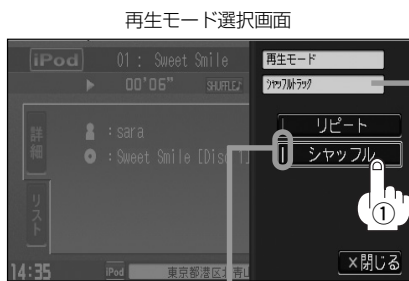 再生モード選択画面
iPod
01: Sweet Smile
再生モード
00'06"
SHUFFLE♪
シャッフルトラック
詳細
: sara
: Sweet Smile [Disc 1]
リピート
シャッフル
①
リスト
×閉じる
14:35
iPod
東京都港区北青山